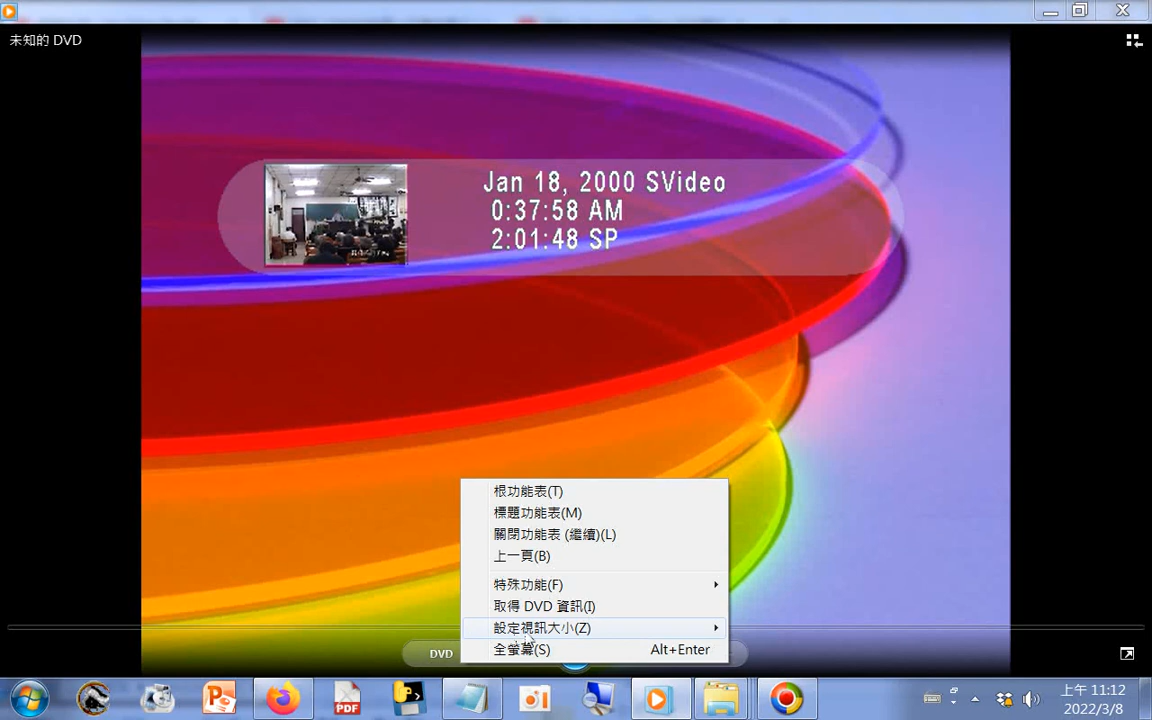 未知的 DVD
Jan 18, 2000 SVideo
0:37:58 AM
2:01:48 SP
根功能表(T)
標題功能表(M)
關閉功能表 (繼續)(L)
上一頁(B)
特殊功能(F)
取得 DVD 資訊(I)
設定視訊大小(Z)
全螢幕(S) Alt+Enter
DVD
PDF
上午 11:12
2022/3/8